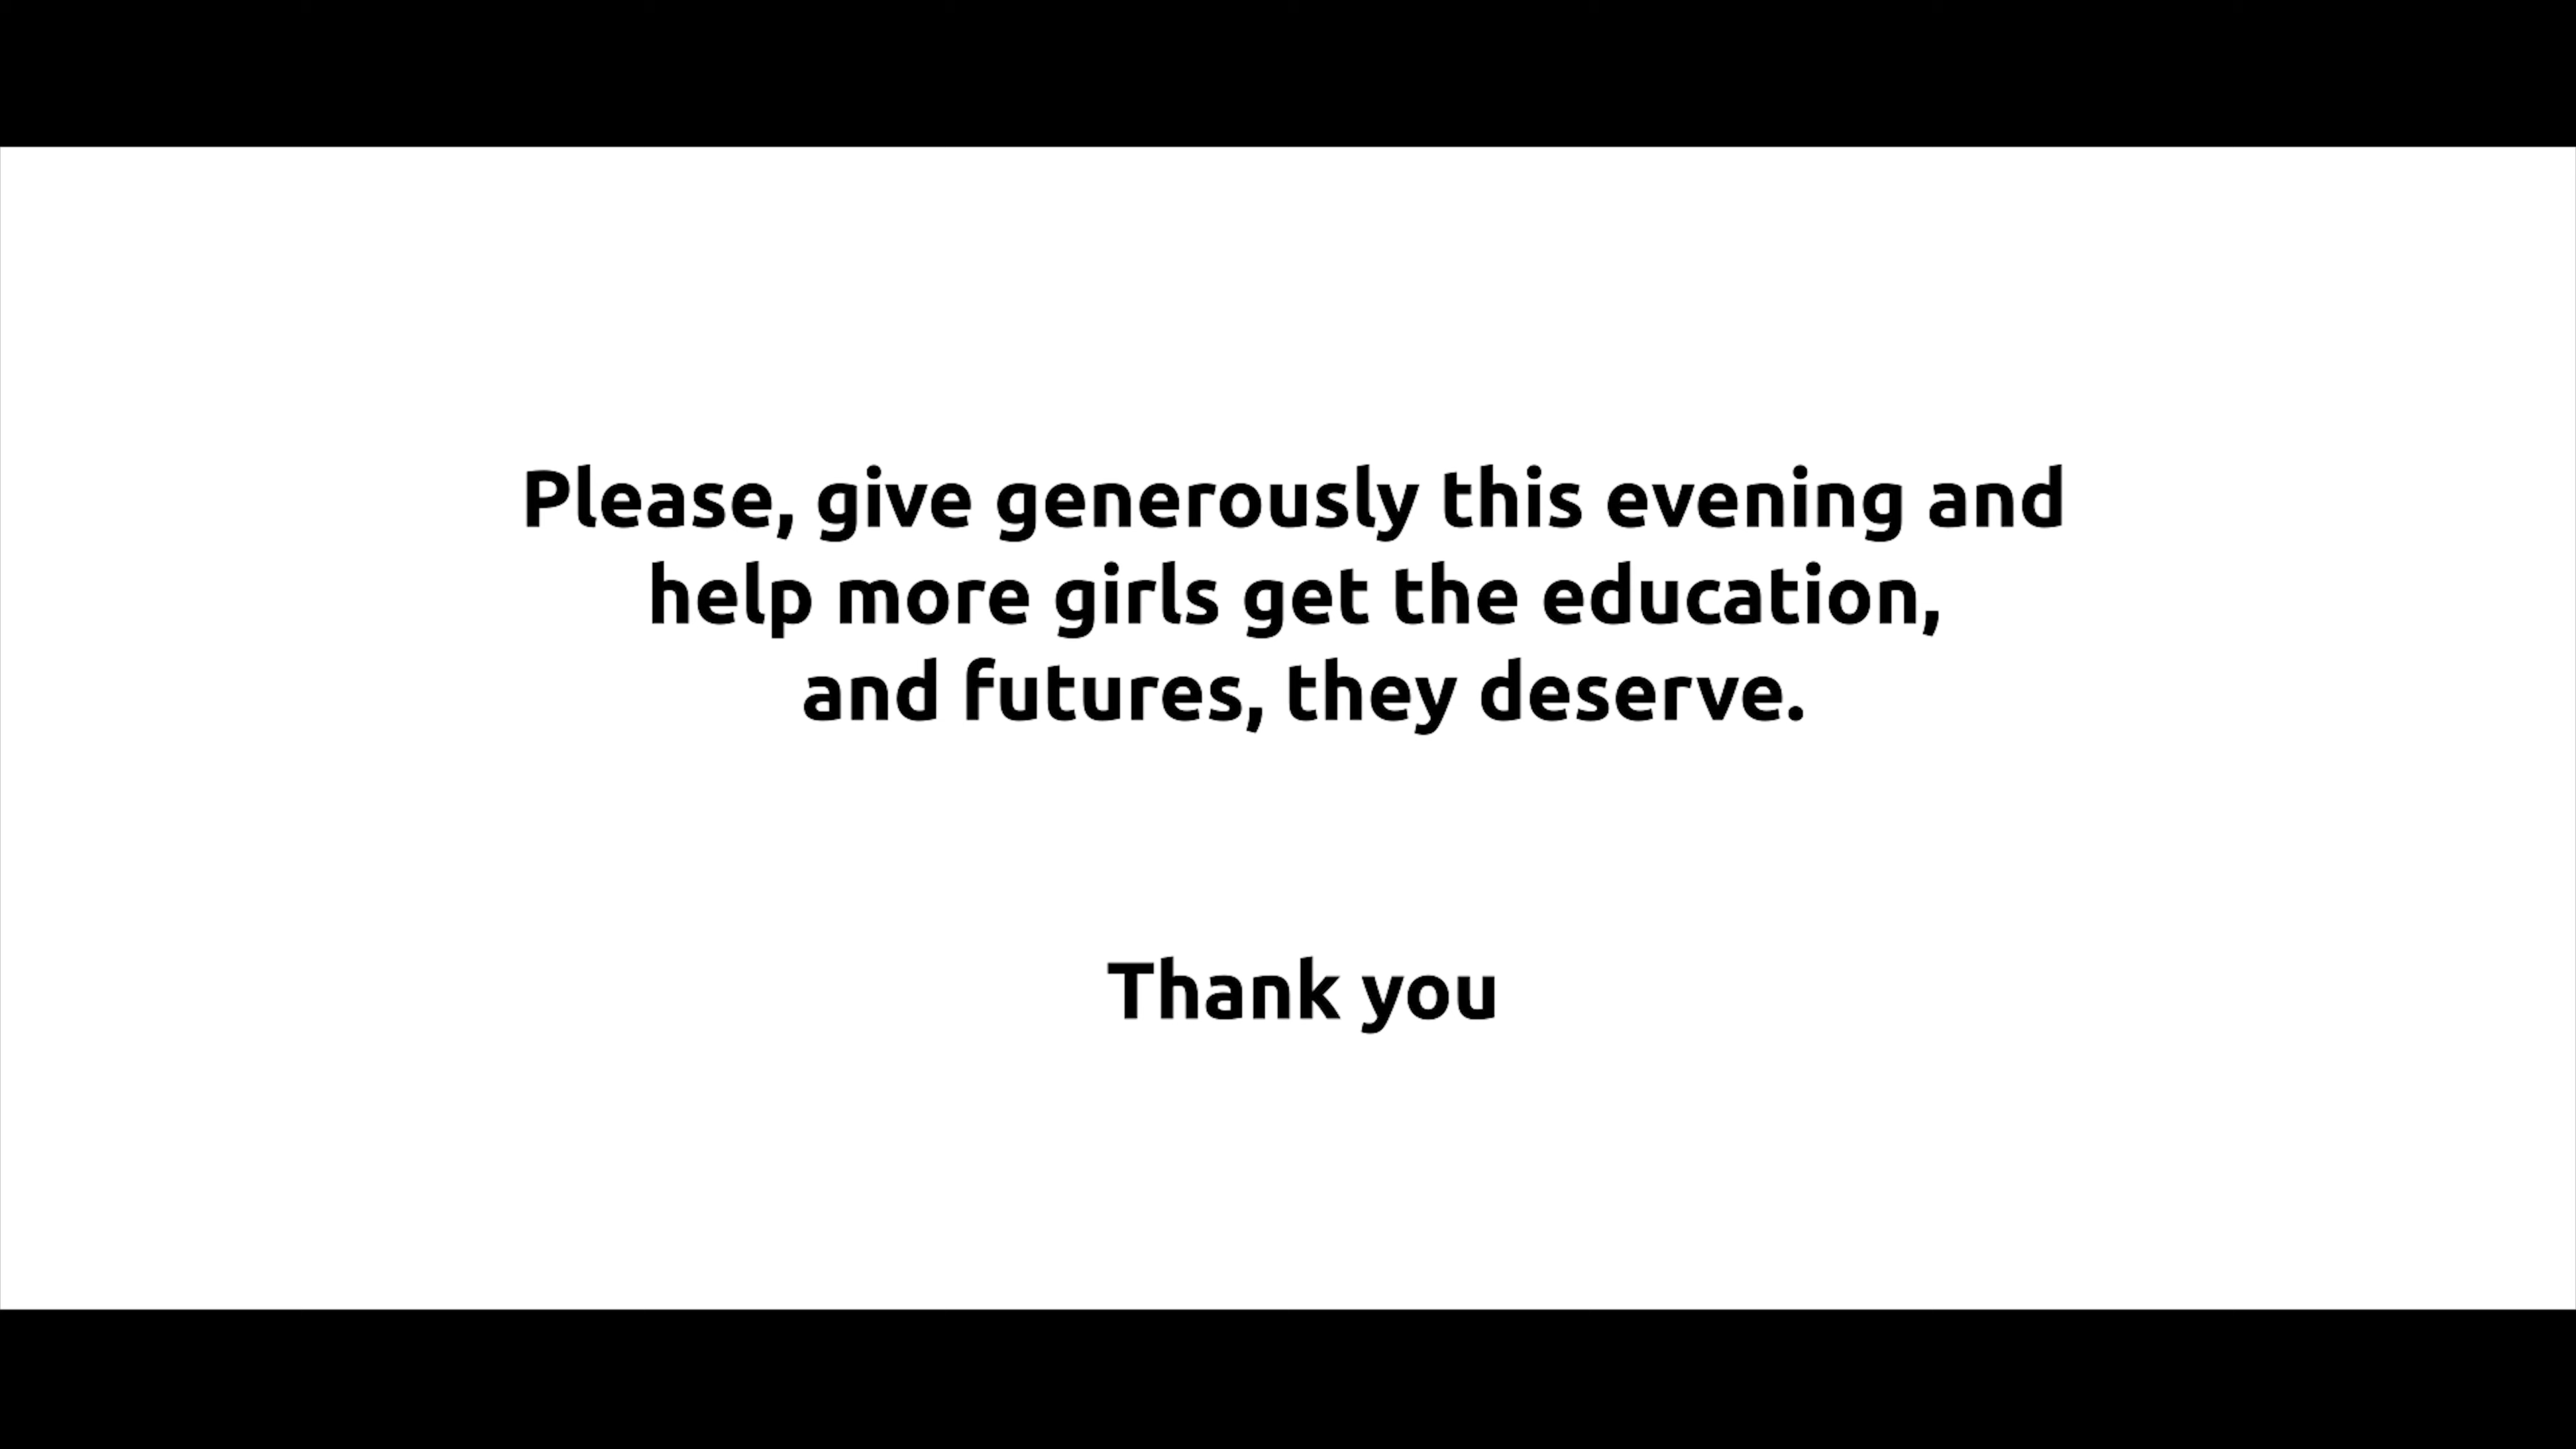 Please, give generously this evening and
help more girls get the education,
and futures, they deserve.
Thank you